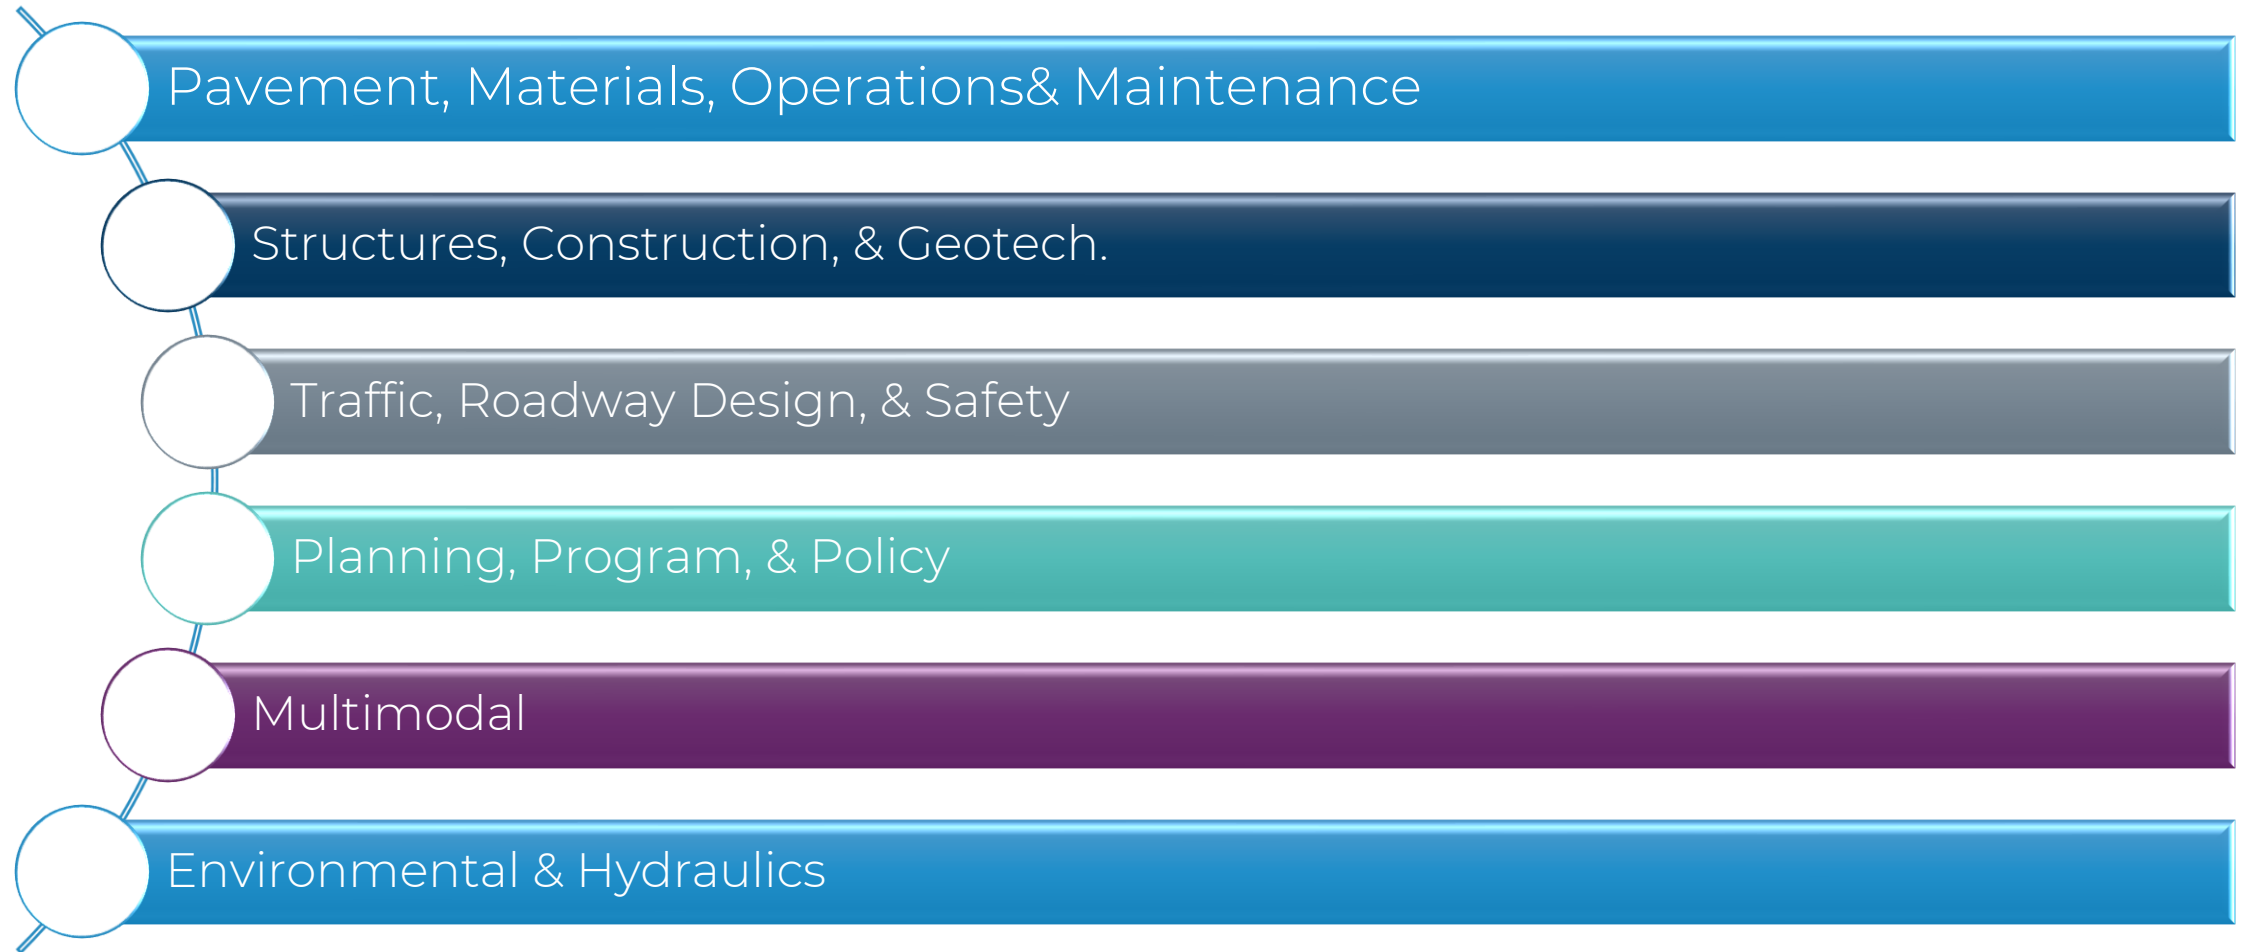 Pavement, Materials, Operations& Maintenance
Structures, Construction, & Geotech.
Traffic, Roadway Design, & Safety
Planning, Program, & Policy
Multimodal
Environmental & Hydraulics